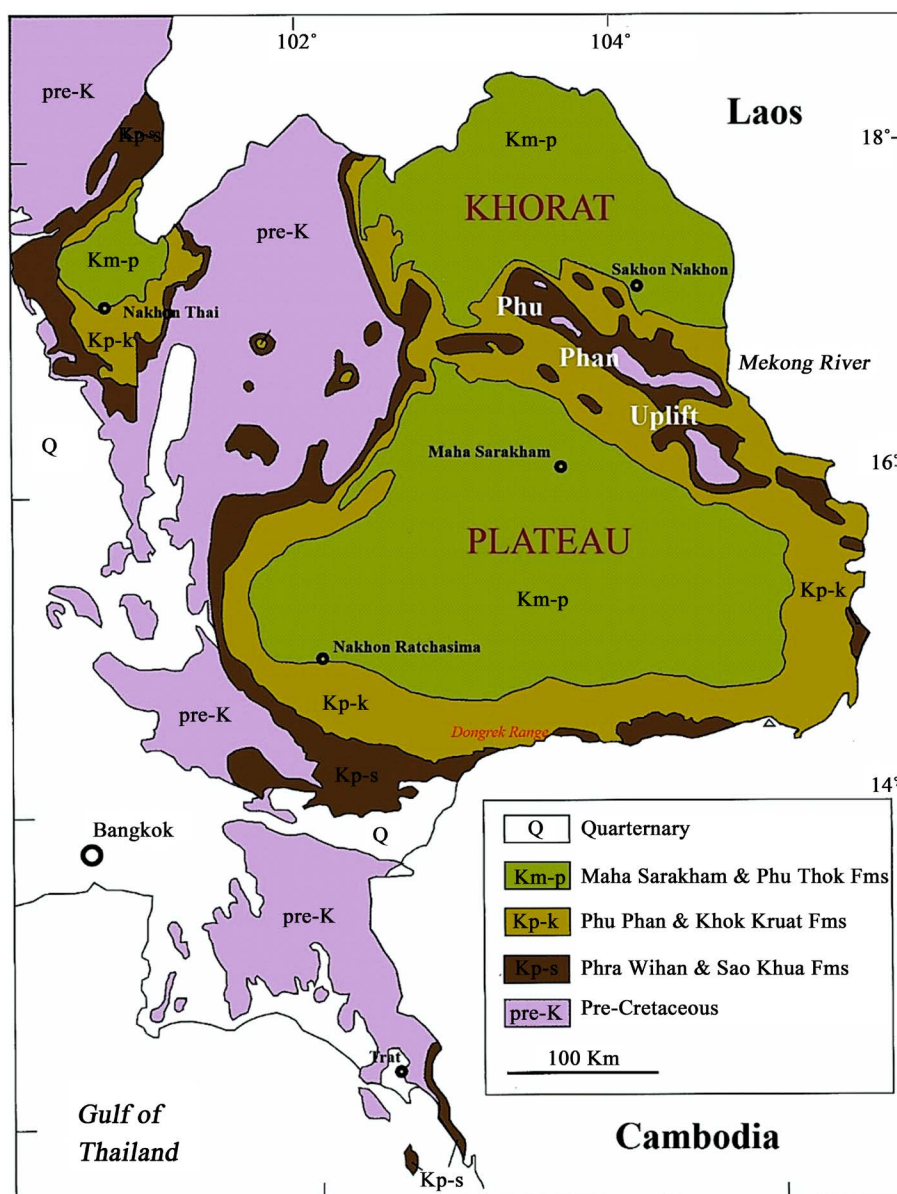 102°
104°
pre-K
Laos
Kp-s
Km-p
18°
KHORAT
pre-K
Km-p
Sakhon Nakhon
Phu
Nakhon Thai
Kp-k
Phan
Mekong River
Uplift
Q
Maha Sarakham
16°
PLATEAU
Km-p
Kp-k
Nakhon Ratchasima
Kp-k
pre-K
Dongrek Range
Kp-s
14°
Bangkok
Q
pre-K
Q Quarternary
Km-p Maha Sarakham & Phu Thok Fms
Kp-k Phu Phan & Khok Kruat Fms
Kp-s Phra Wihan & Sao Khua Fms
pre-K Pre-Cretaceous
100 Km
Trat
Gulf of
Thailand
Cambodia
Kp-s